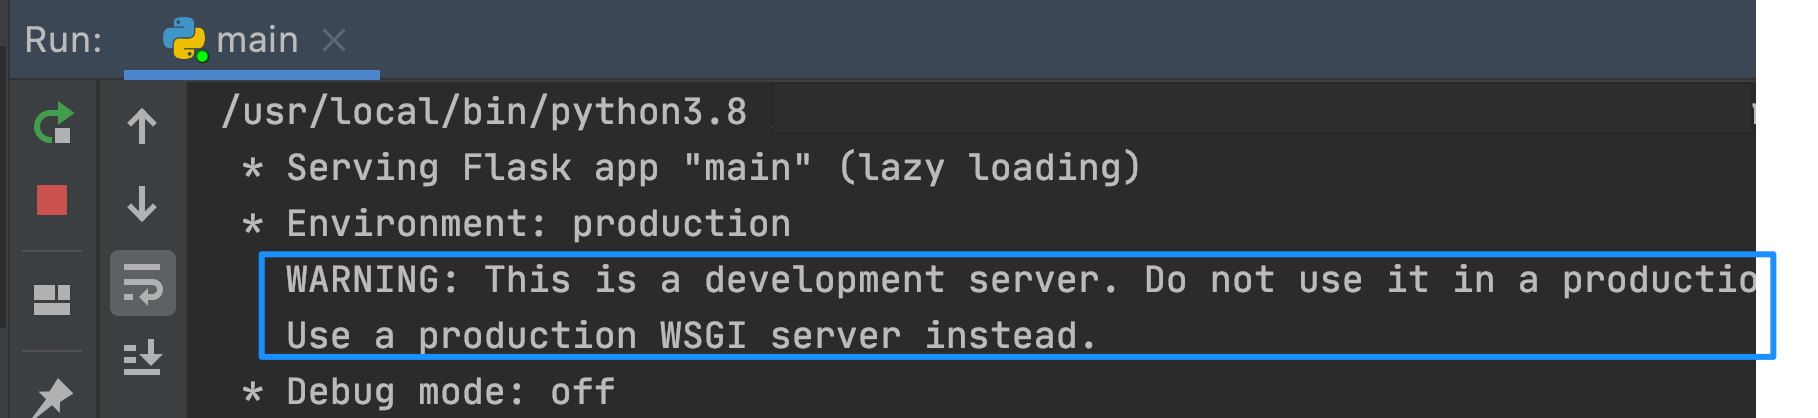 Run: main
/usr/local/bin/python3.8
* Serving Flask app "main" (lazy loading)
* Environment: production
WARNING: This is a development server. Do not use it in a productio
Use a production WSGI server instead.
* Debug mode: off